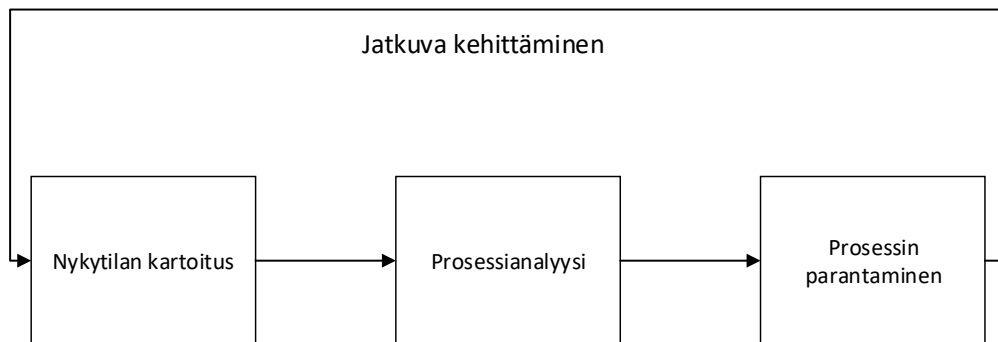 Jatkuva kehittäminen
Nykytilan kartoitus
Prosessianalyysi
Prosessin
parantaminen